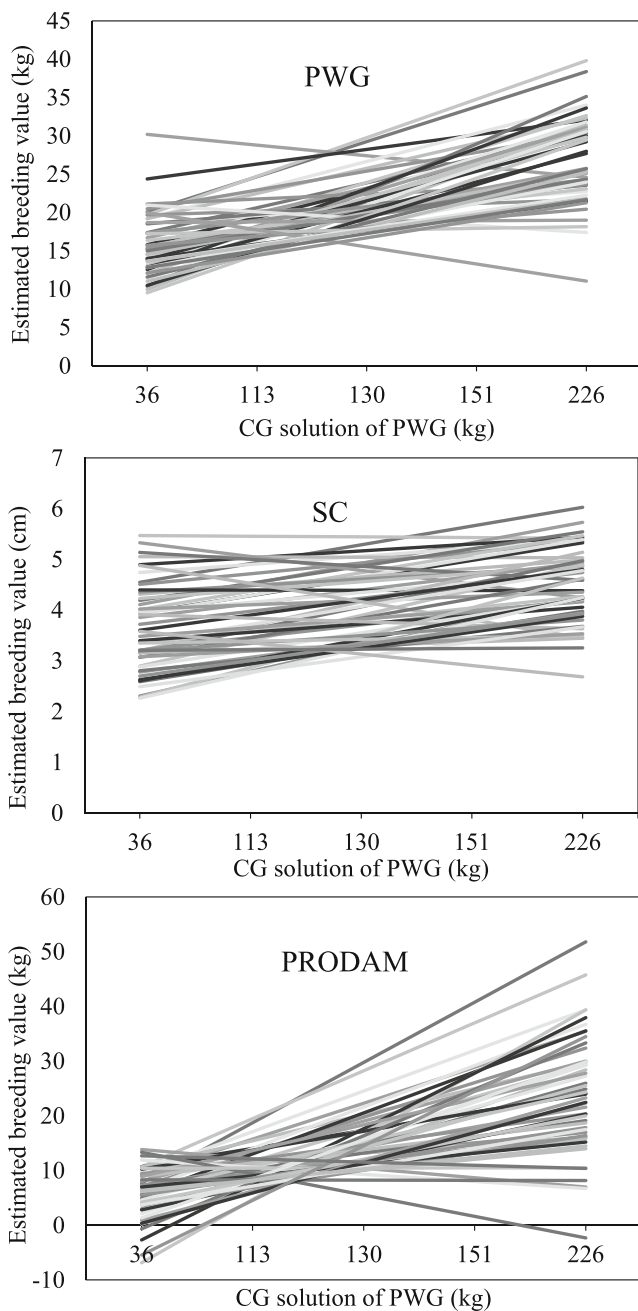 45
40
PWG
35
30
25
20
15
10
5
0
Estimated breeding value (kg)
36 113 130 151 226
CG solution of PWG (kg)
7
SC
6
5
4
3
2
1
0
Estimated breeding value (cm)
36 113 130 151 226
CG solution of PWG (kg)
60
50
PRODAM
40
30
20
10
0
-10
Estimated breeding value (kg)
36 113 130 151 226
CG solution of PWG (kg)